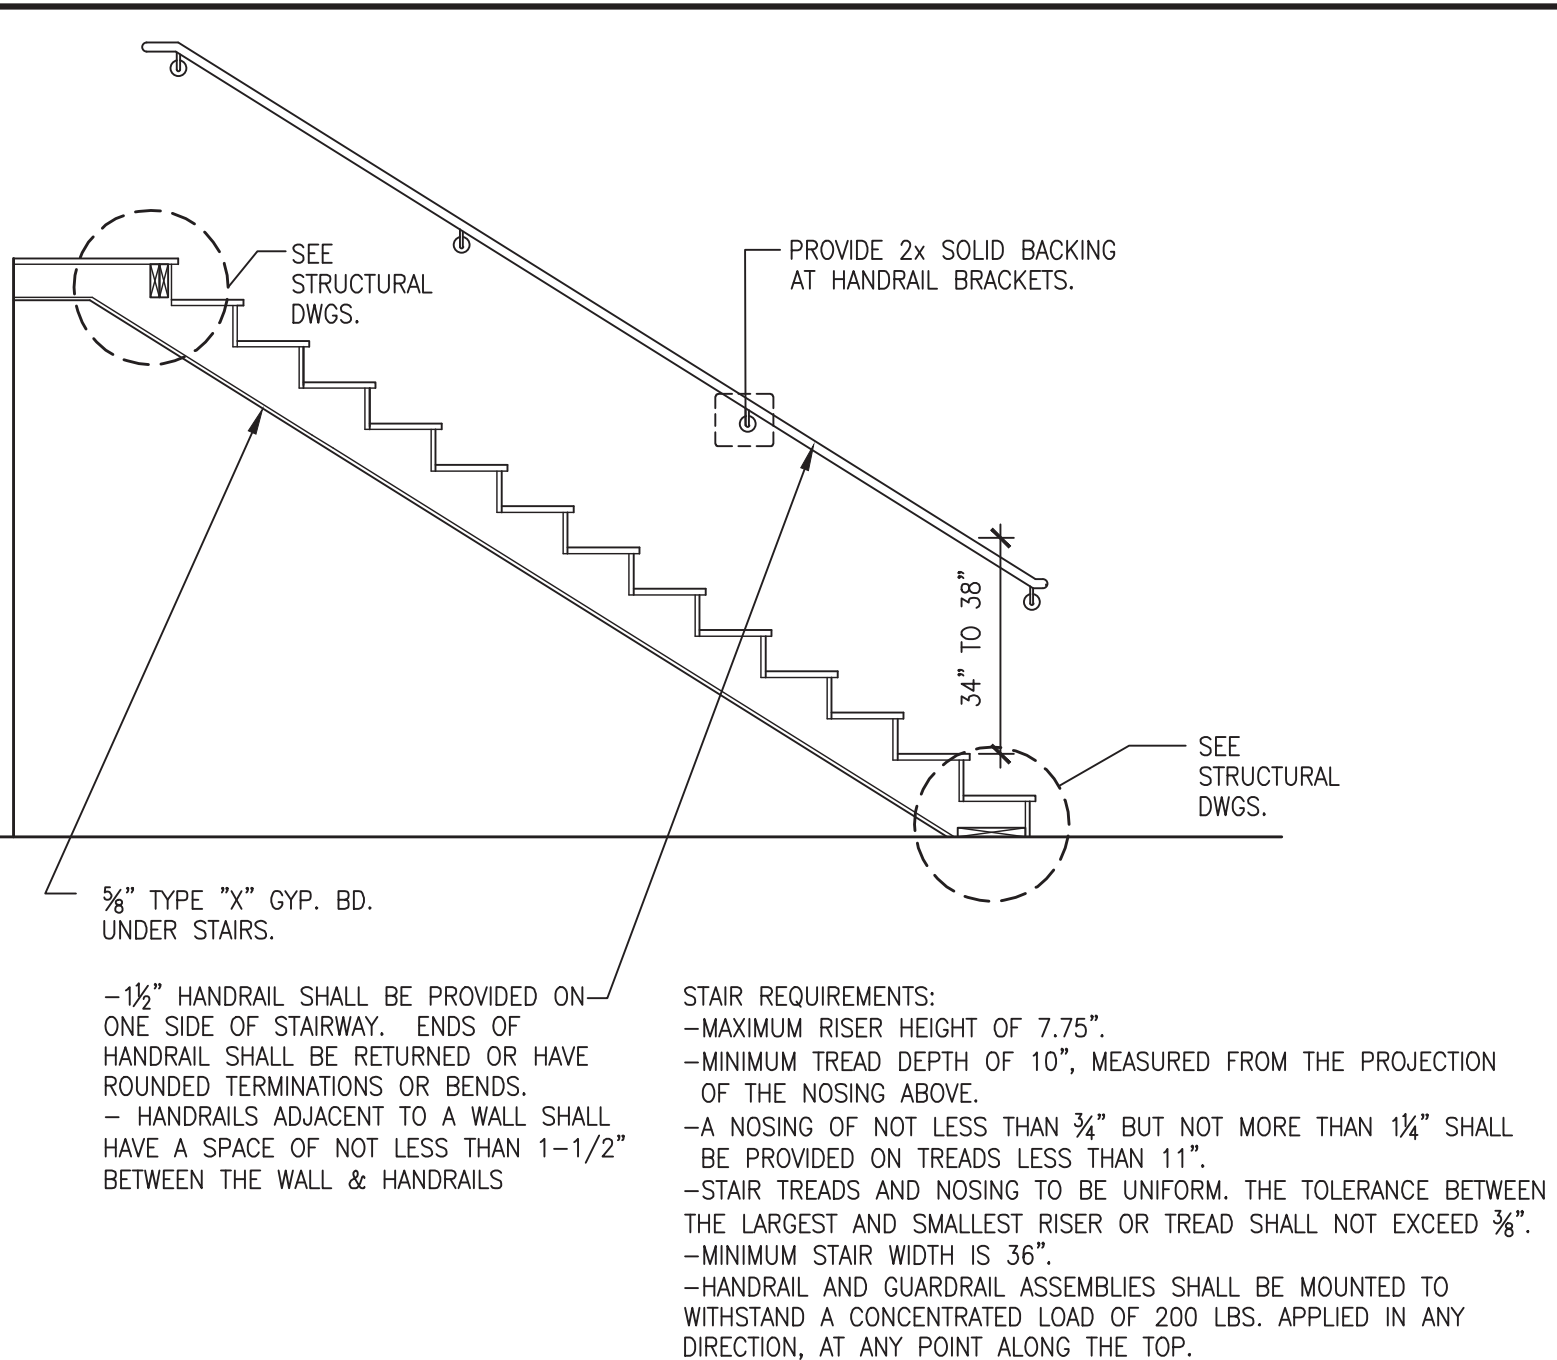 SEE
STRUCTURAL
DWGS.
PROVIDE 2x SOLID BACKING
AT HANDRAIL BRACKETS.
34” TO 38”
SEE
STRUCTURAL
DWGS.
⅝” TYPE ”X” GYP. BD.
UNDER STAIRS.
–1½” HANDRAIL SHALL BE PROVIDED ON
ONE SIDE OF STAIRWAY. ENDS OF
HANDRAIL SHALL BE RETURNED OR HAVE
ROUNDED TERMINATIONS OR BENDS.
– HANDRAILS ADJACENT TO A WALL SHALL
HAVE A SPACE OF NOT LESS THAN 1–1/2”
BETWEEN THE WALL & HANDRAILS
STAIR REQUIREMENTS:
–MAXIMUM RISER HEIGHT OF 7.75”.
–MINIMUM TREAD DEPTH OF 10”, MEASURED FROM THE PROJECTION
OF THE NOSING ABOVE.
–A NOSING OF NOT LESS THAN ¾” BUT NOT MORE THAN 1¼” SHALL
BE PROVIDED ON TREADS LESS THAN 11”.
–STAIR TREADS AND NOSING TO BE UNIFORM. THE TOLERANCE BETWEEN
THE LARGEST AND SMALLEST RISER OR TREAD SHALL NOT EXCEED ⅜”.
–MINIMUM STAIR WIDTH IS 36”.
–HANDRAIL AND GUARDRAIL ASSEMBLIES SHALL BE MOUNTED TO
WITHSTAND A CONCENTRATED LOAD OF 200 LBS. APPLIED IN ANY
DIRECTION, AT ANY POINT ALONG THE TOP.